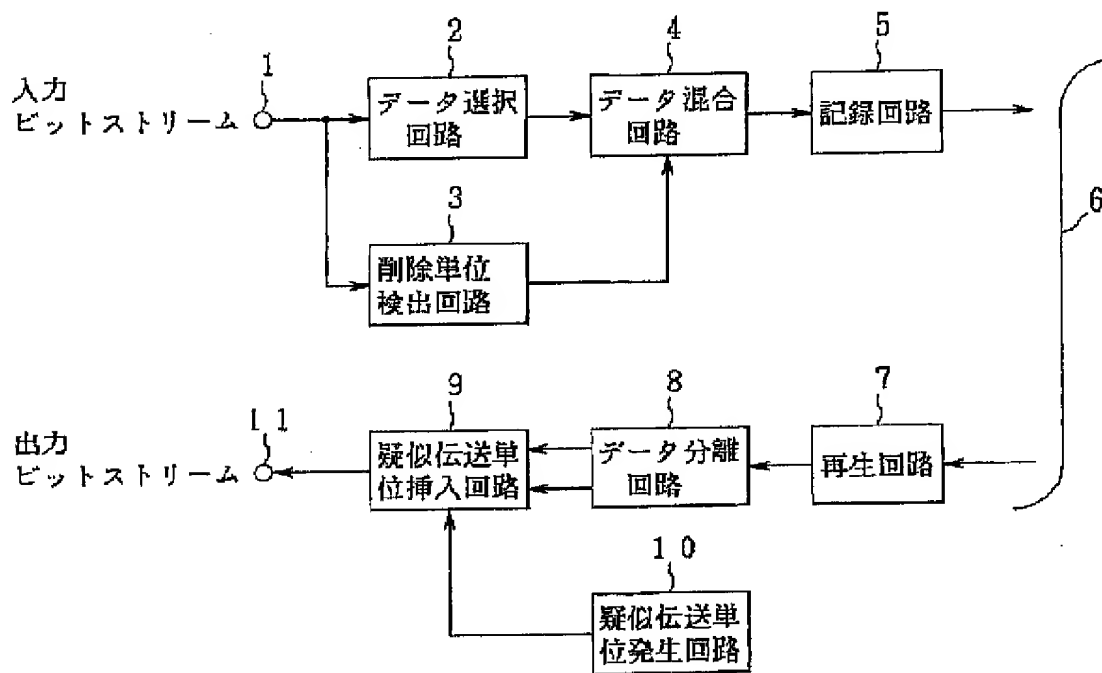 1
入力
ビットストリーム
2
データ選択
回路
4
データ混合
回路
5
記録回路
3
削除単位
検出回路
6
11
出力
ビットストリーム
9
疑似伝送単
位挿入回路
8
データ分離
回路
7
再生回路
10
疑似伝送単
位発生回路